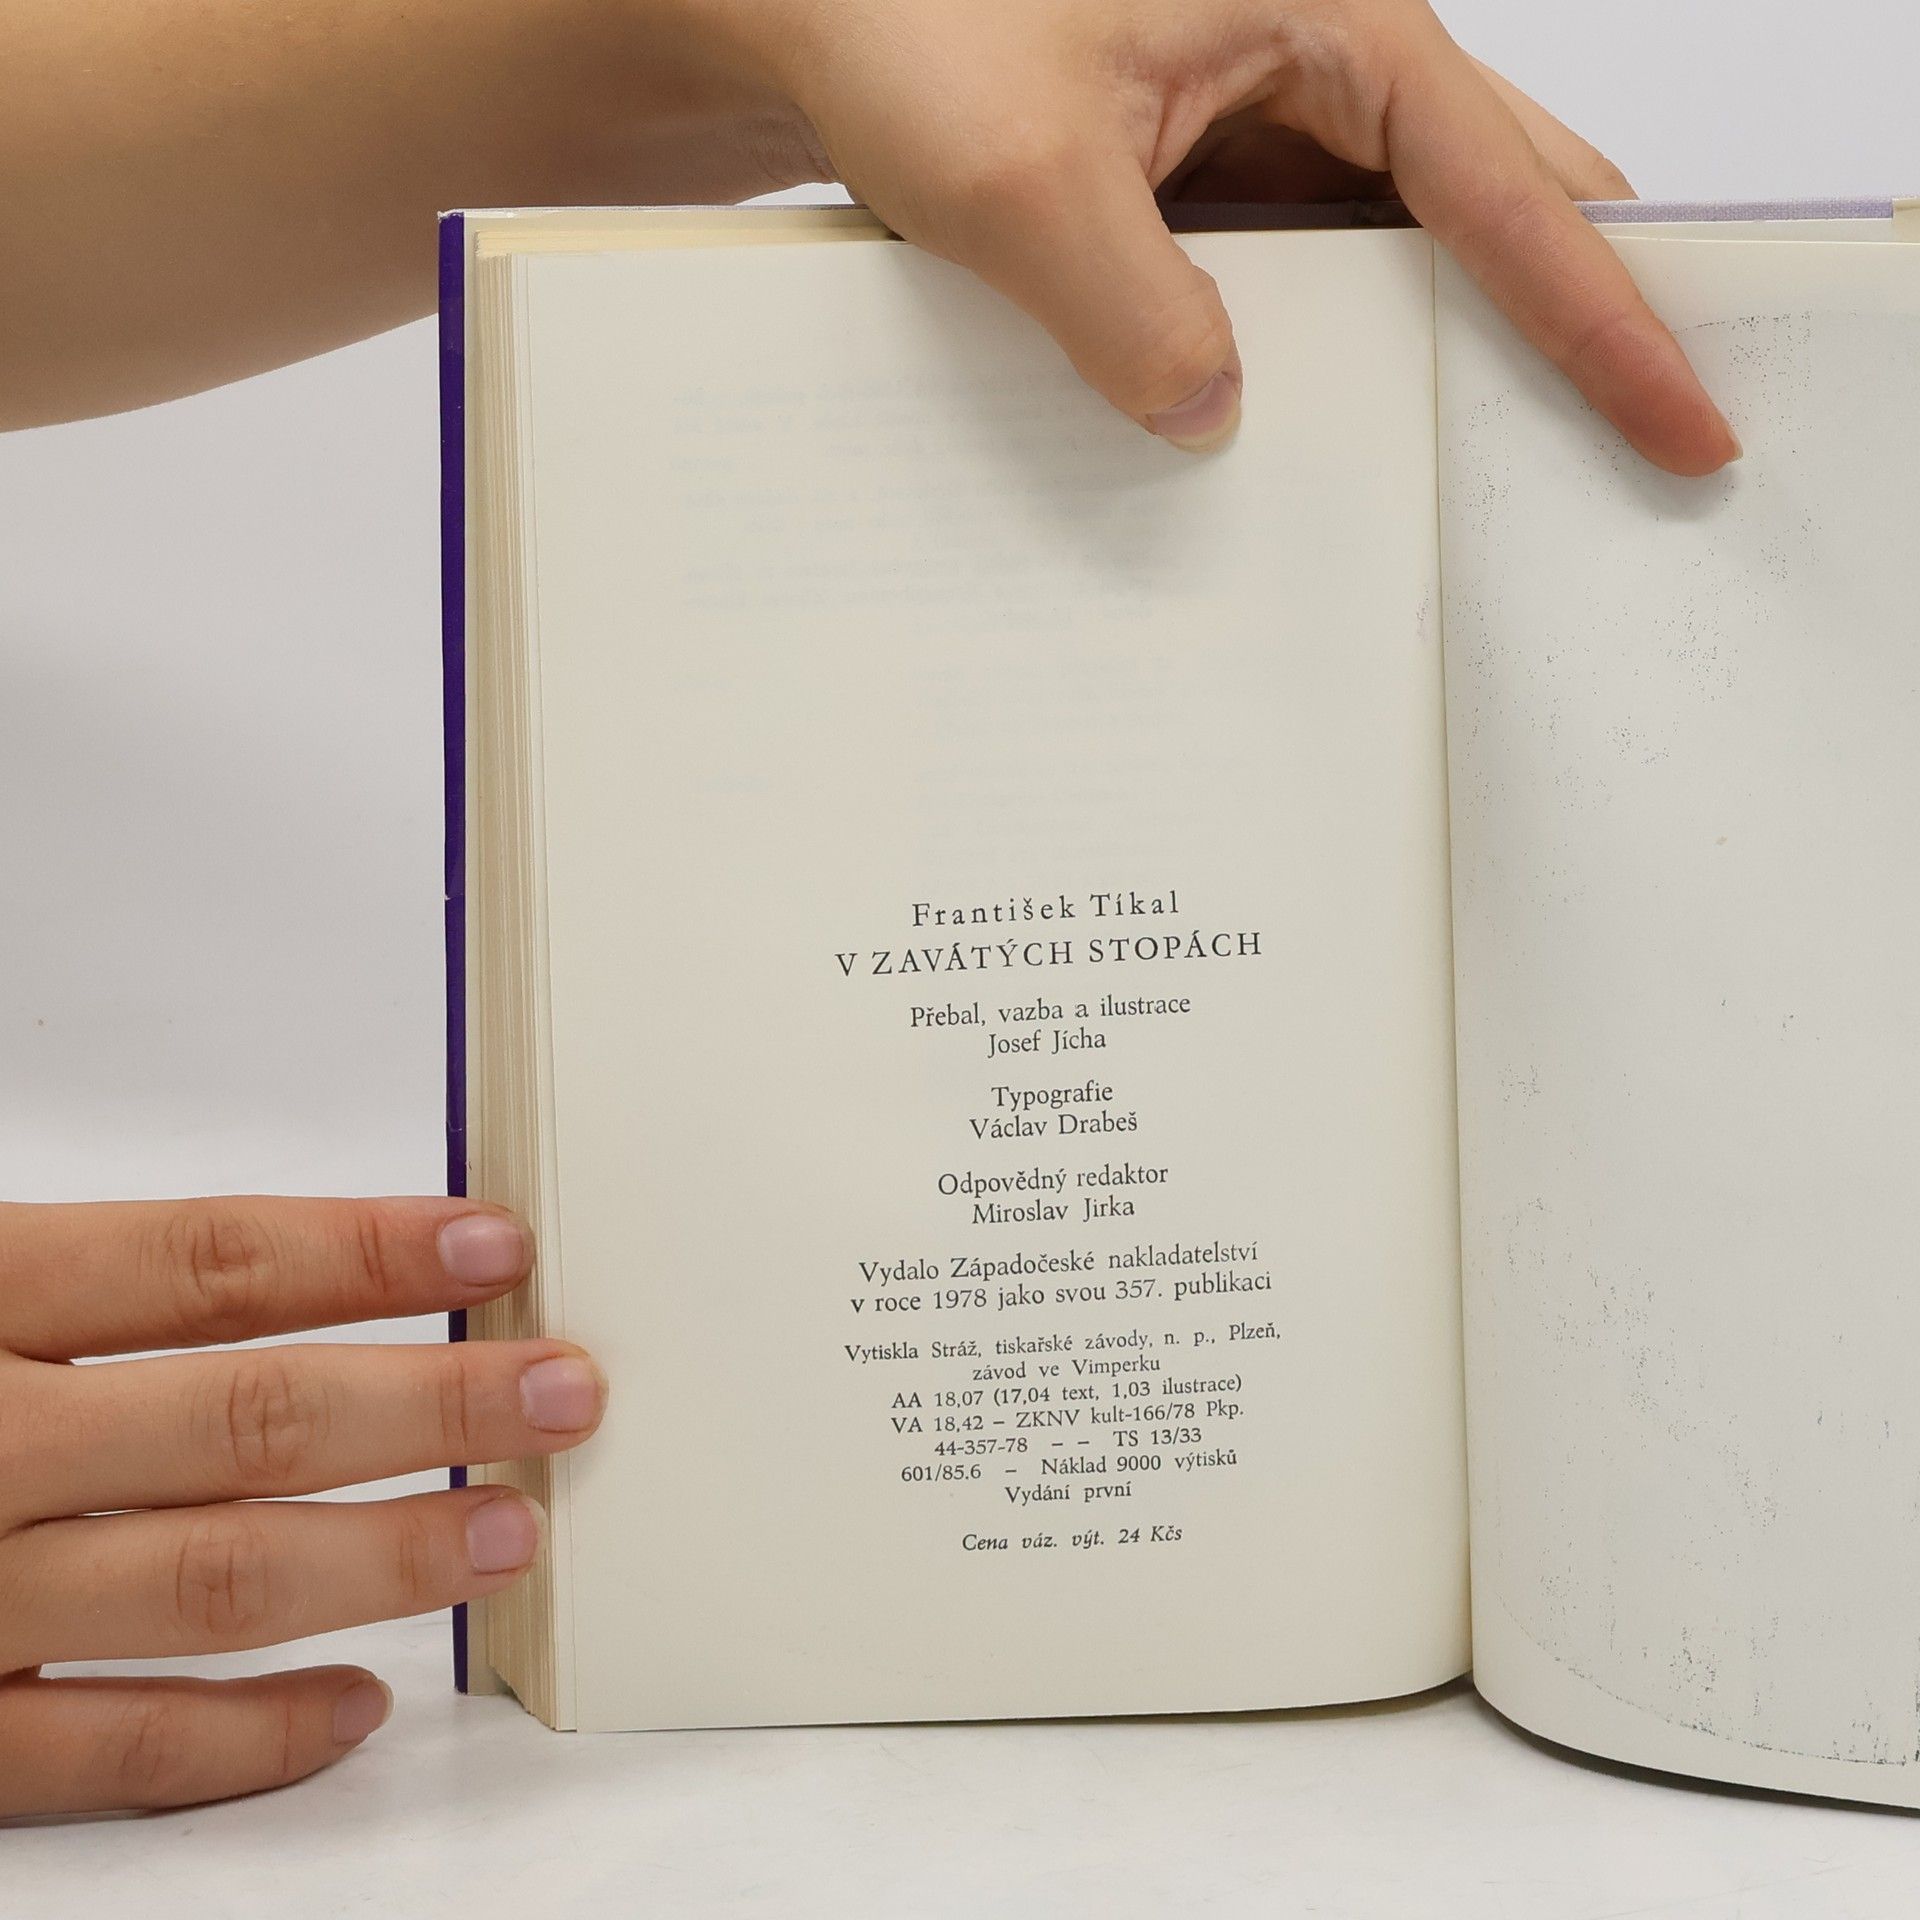 František Tíkal
V ZAVÁTÝCH STOPÁCH
Přebal, vazba a ilustrace
Josef Jícha
Typografie
Václav Drabeš
Odpovědný redaktor
Miroslav Jirka
Vydalo Západočeské nakladatelství
v roce 1978 jako svou 357. publikaci
Vytiskla Stráž, tiskařské závody, n. p., Plzeň,
závod ve Vimperku
AA 18,07 (17,04 text, 1,03 ilustrace)
VA 18,42 – ZKNV kult-166/78 Pkp.
44-357-78 – – TS 13/33
601/85.6 – Náklad 9000 výtisků
Vydání první
Cena váz. výt. 24 Kčs